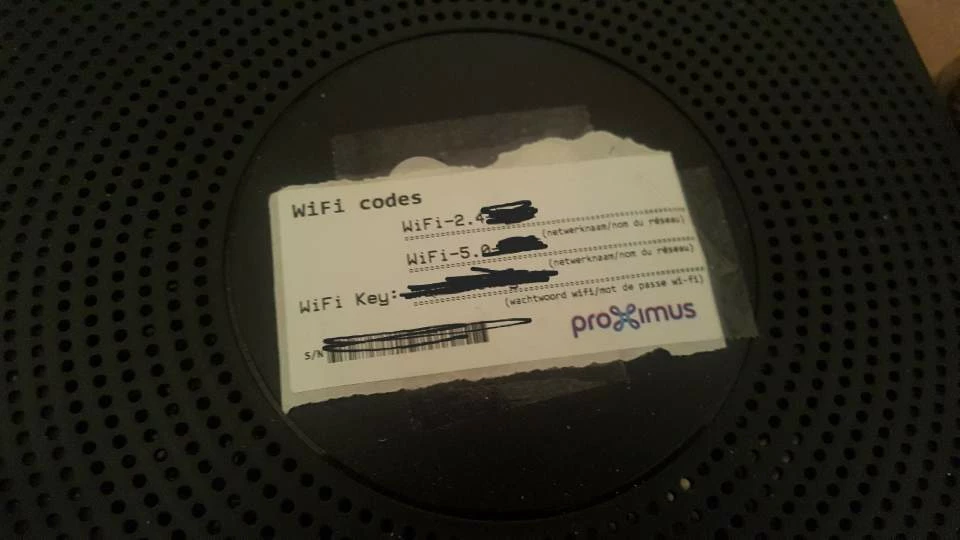 WiFi codes
WiFi-2.4
(netwerknaam/nom du réseau)
WiFi-5.0-
(netwerknaam/nom du réseau)
WiFi Key:
(wachtwoord wifi/mot de passe wi-fi)
S/N
proximus